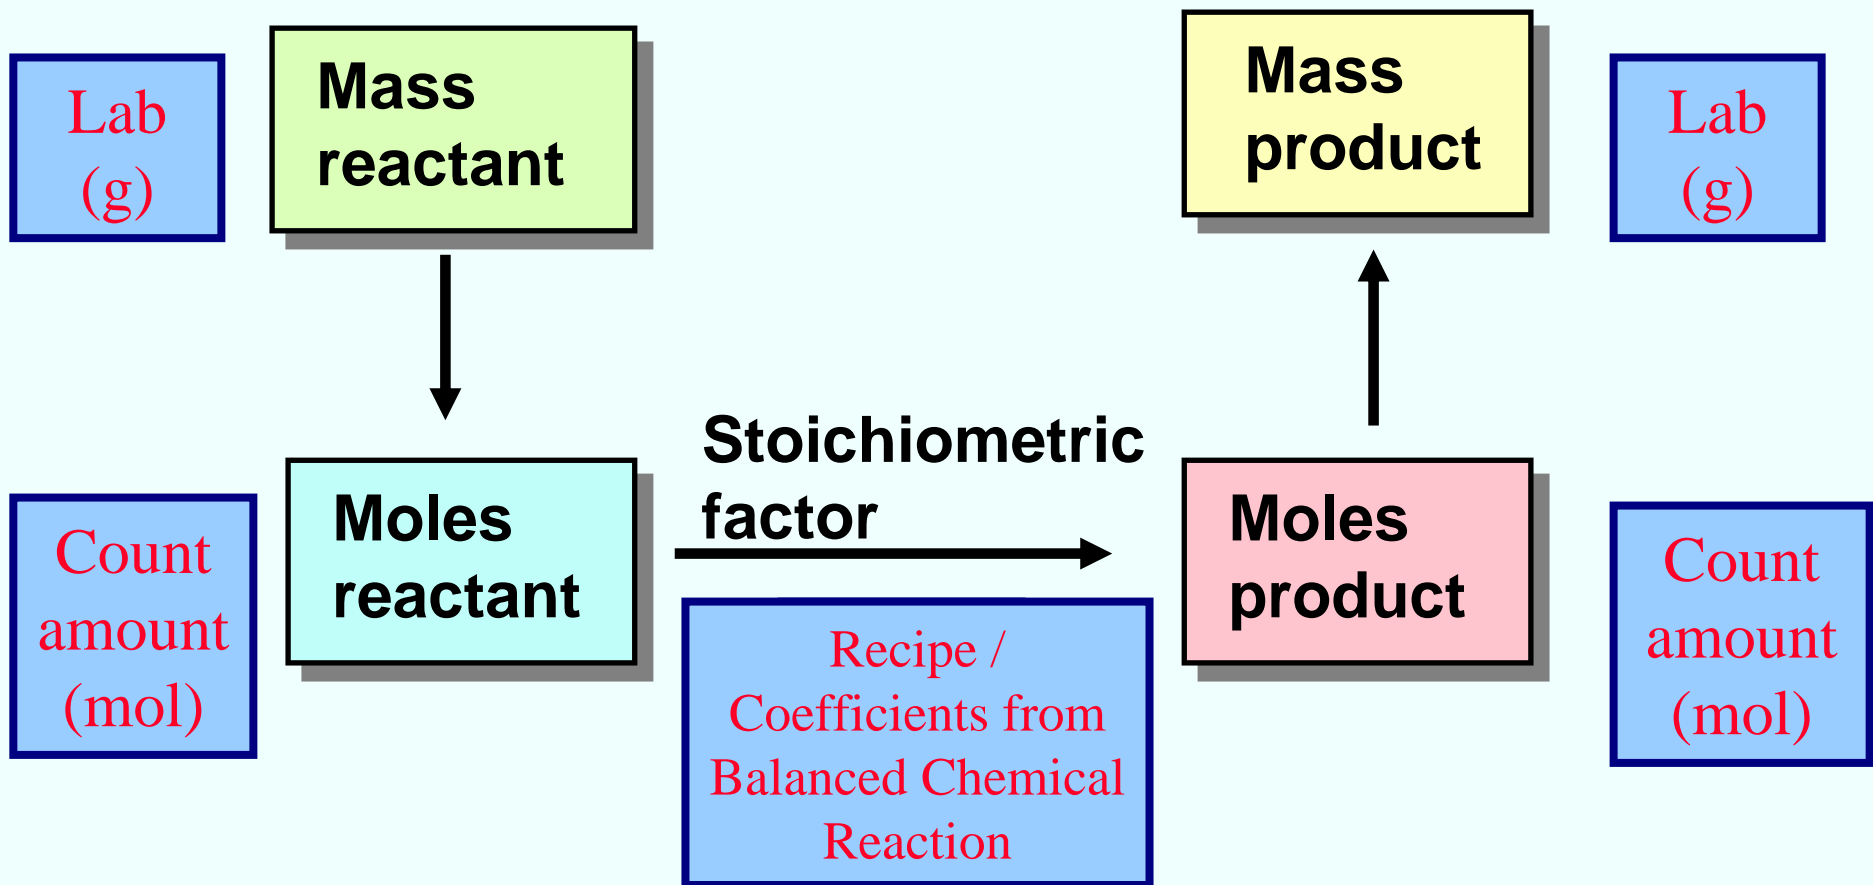 Lab
(g)
Mass
reactant
Mass
product
Lab
(g)
Count
amount
(mol)
Moles
reactant
Stoichiometric
factor
Recipe /
Coefficients from
Balanced Chemical
Reaction
Moles
product
Count
amount
(mol)